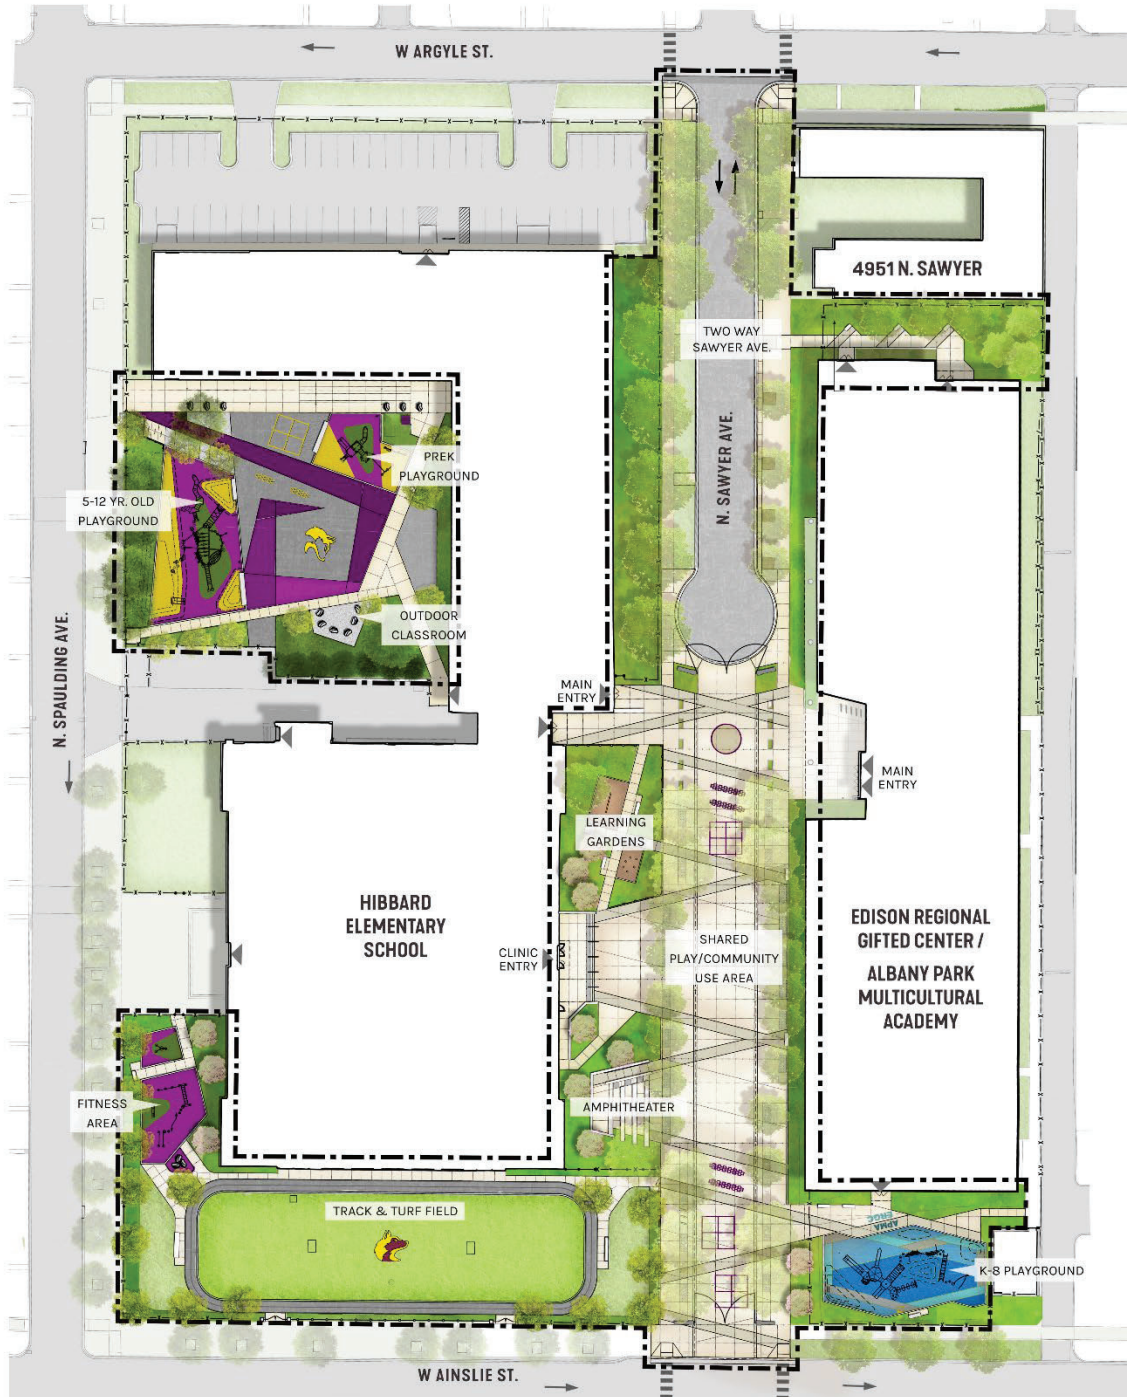 W ARGYLE ST.
4951 N. SAWYER
TWO WAY
SAWYER AVE.
N. SAWYER AVE.
PREK
PLAYGROUND
5-12 YR. OLD
PLAYGROUND
OUTDOOR
CLASSROOM
N. SPAULDING AVE.
MAIN
ENTRY
MAIN
ENTRY
LEARNING
GARDENS
HIBBARD
ELEMENTARY
SCHOOL
CLINIC
ENTRY
SHARED
PLAY/COMMUNITY
USE AREA
EDISON REGIONAL
GIFTED CENTER /
ALBANY PARK
MULTICULTURAL
ACADEMY
FITNESS
AREA
AMPHITHEATER
TRACK & TURF FIELD
APMA
ERGC
K-8 PLAYGROUND
W AINSLIE ST.